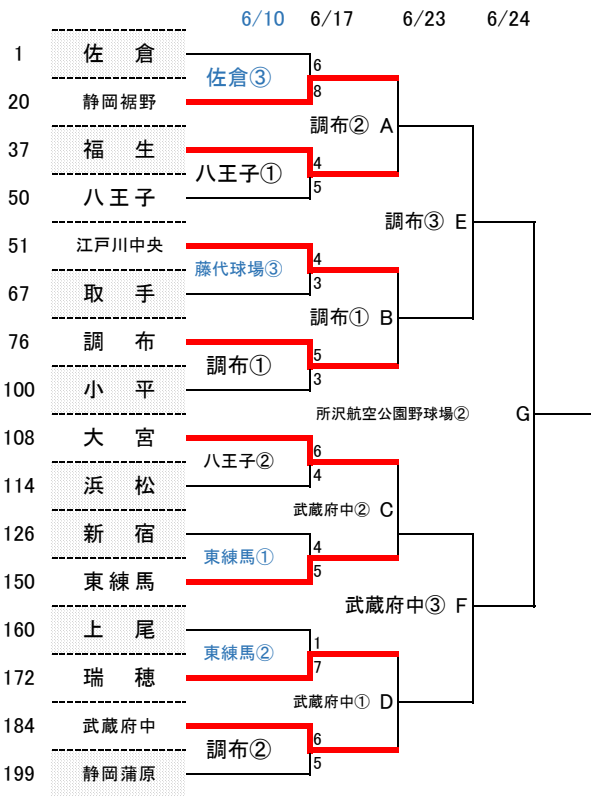 6/10 6/17 6/23 6/24
1 佐倉
6
佐倉③
20 静岡裾野
8
調布② A
37 福生
4
八王子①
50 八王子
5
調布③ E
51 江戸川中央
4
藤代球場③
67 取手
3
調布① B
76 調布
5
調布①
100 小平
3
所沢航空公園野球場② G
108 大宮
6
八王子②
114 浜松
4
武蔵府中② C
126 新宿
4
東練馬①
150 東練馬
5
武蔵府中③ F
160 上尾
1
東練馬②
172 瑞穂
7
武蔵府中① D
184 武蔵府中
6
調布②
199 静岡蒲原
5